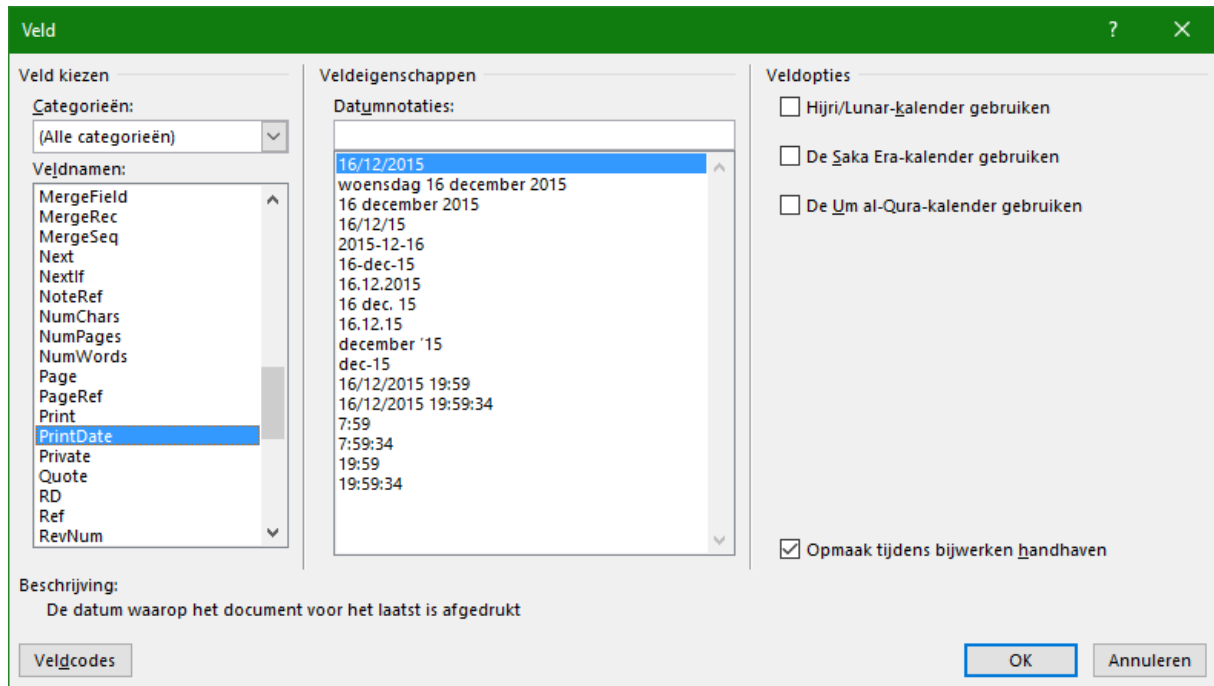 Veld
Veld kiezen
Categorieën:
(Alle categorieën)
Veldnamen:
MergeField
MergeRec
MergeSeq
Next
NextIf
NoteRef
NumChars
NumPages
NumWords
Page
PageRef
Print
PrintDate
Private
Quote
RD
Ref
RevNum
Veldeigenschappen
Datumnotaties:
16/12/2015
woensdag 16 december 2015
16 december 2015
16/12/15
2015-12-16
16-dec-15
16.12.2015
16 dec. 15
16.12.15
december ´15
dec-15
16/12/2015 19:59
16/12/2015 19:59:34
7:59
7:59:34
19:59
19:59:34
Veldopties
Hijri/Lunar-kalender gebruiken
De Saka Era-kalender gebruiken
De Um al-Qura-kalender gebruiken
Opmaak tijdens bijwerken handhaven
Beschrijving:
De datum waarop het document voor het laatst is afgedrukt
Veldcodes
OK
Annuleren